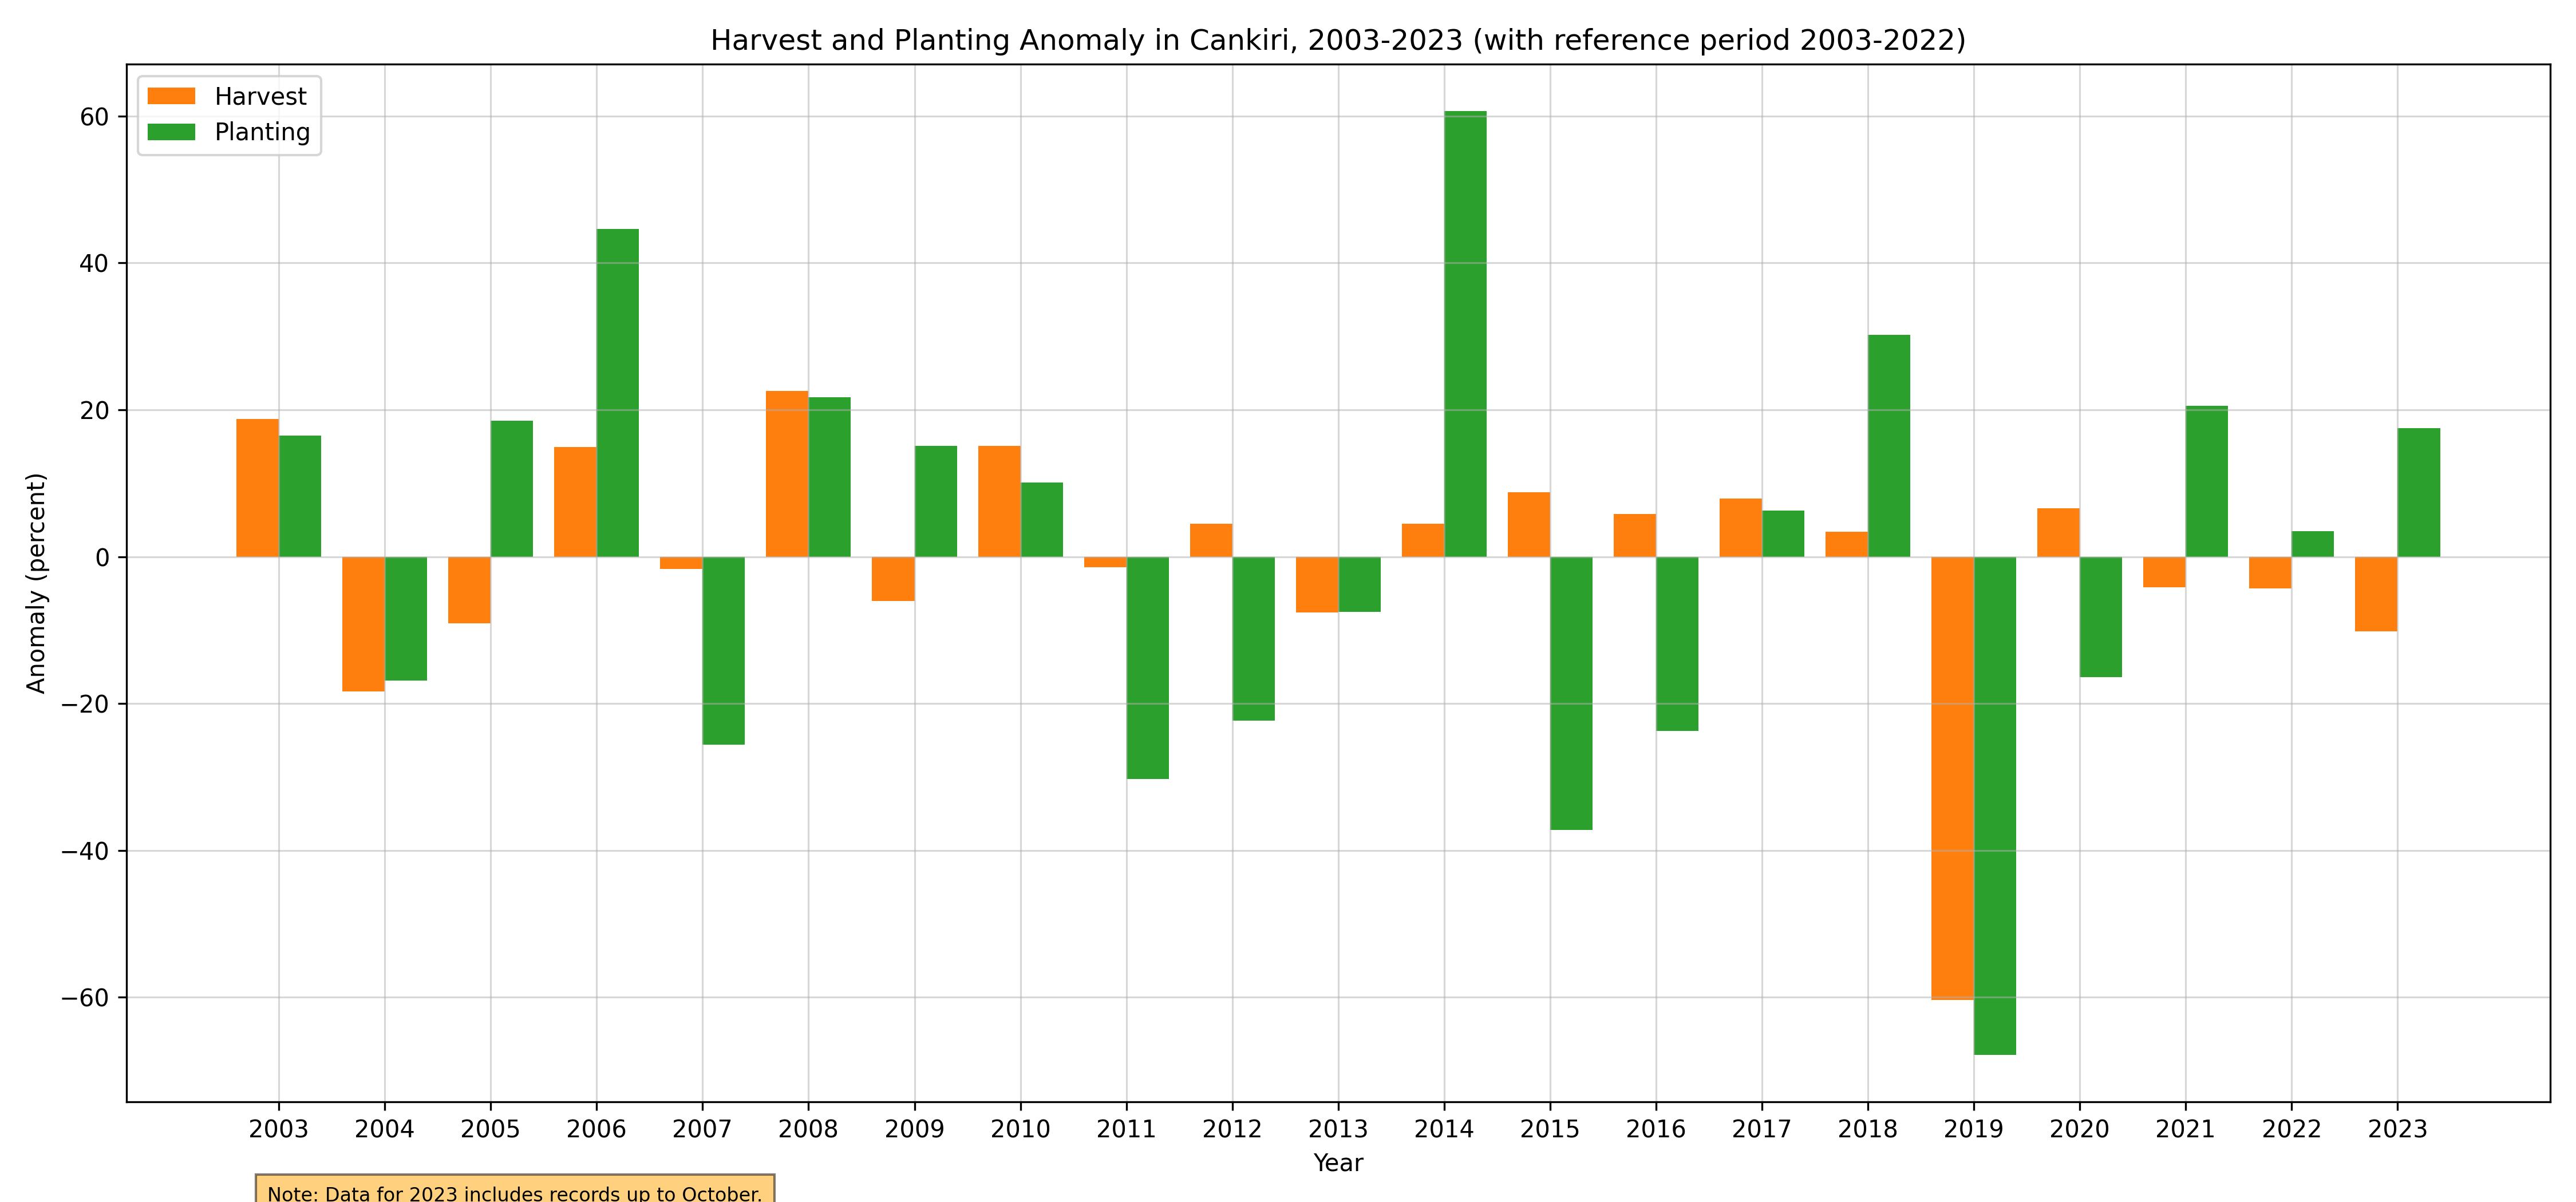 Harvest and Planting Anomaly in Cankiri, 2003-2023 (with reference period 2003-2022)
Harvest
Planting
60
40
20
0
−20
−40
−60
Anomaly (percent)
2003 2004 2005 2006 2007 2008 2009 2010 2011 2012 2013 2014 2015 2016 2017 2018 2019 2020 2021 2022 2023
Year
Note: Data for 2023 includes records up to October.